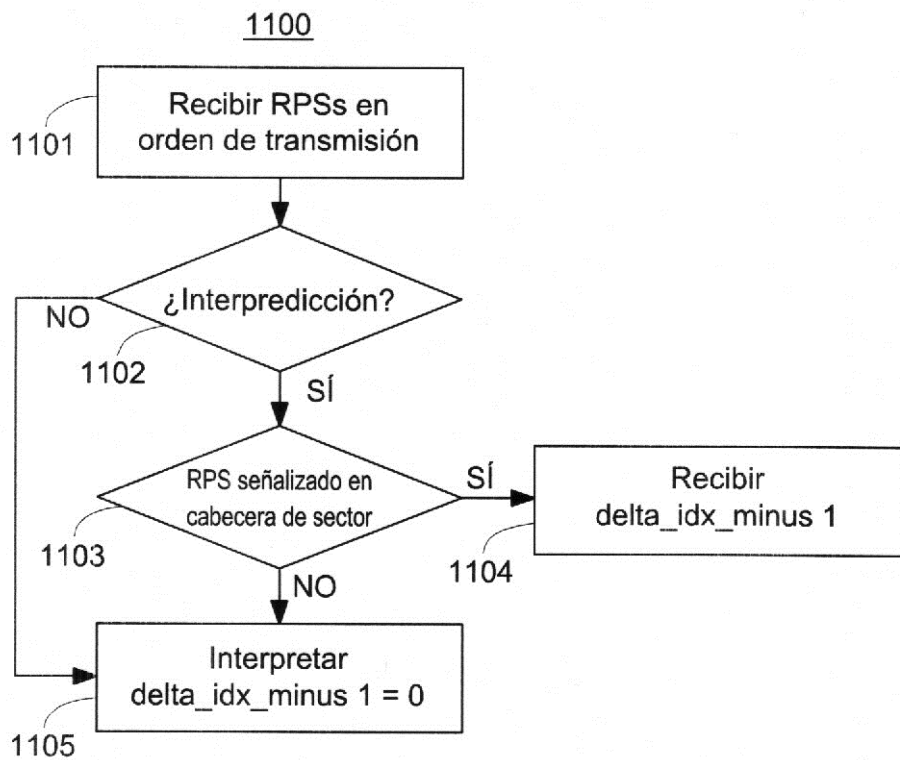 1100
Recibir RPSs en
orden de transmisión
1101
¿Interpredicción?
NO
1102
SÍ
RPS señalizado en
cabecera de sector
SÍ
1103
Recibir
delta_idx_minus 1
1104
NO
Interpretar
delta_idx_minus 1 = 0
1105